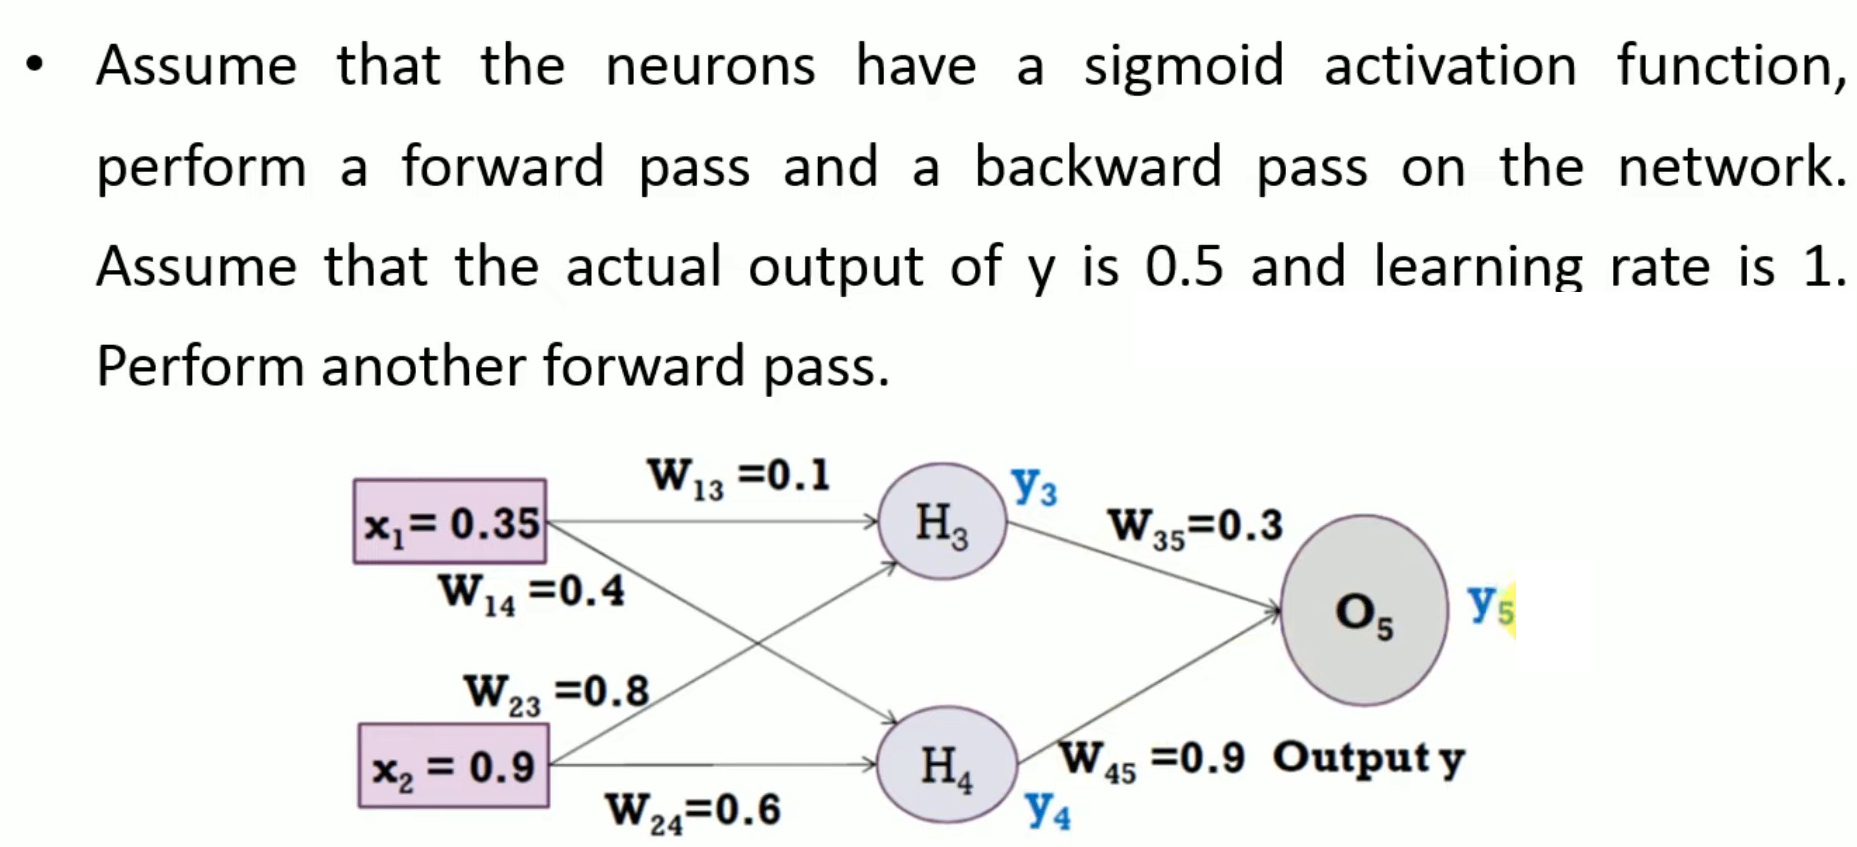 • Assume that the neurons have a sigmoid activation function,
perform a forward pass and a backward pass on the network.
Assume that the actual output of y is 0.5 and learning rate is 1.
Perform another forward pass.
W₁₃ =0.1
x₁= 0.35
H₃
y₃
W₃₅=0.3
W₁₄ =0.4
O₅
y₅
W₂₃ =0.8
x₂ = 0.9
H₄
W₄₅ =0.9 Output y
W₂₄=0.6
y₄